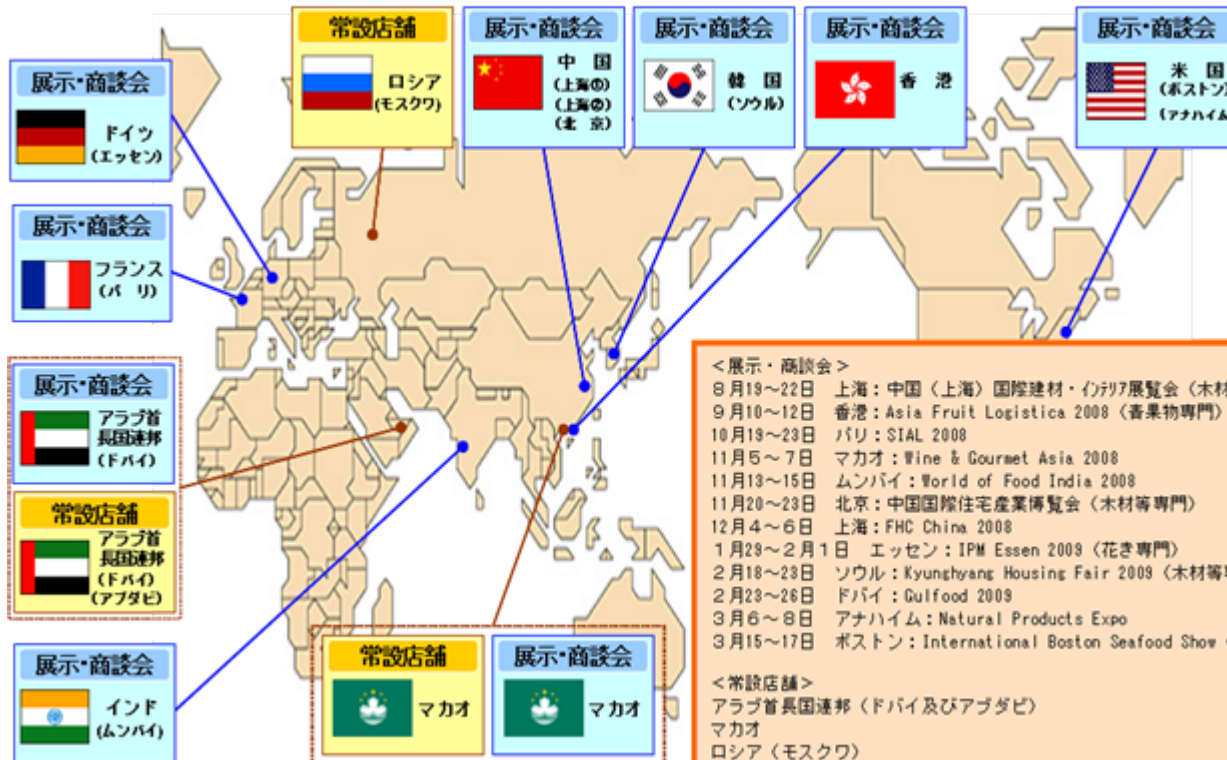 常設店舗
ロシア
(モスクワ)
展示・商談会
中 国
(上海①)
(上海②)
(北 京)
展示・商談会
韓 国
(ソウル)
展示・商談会
香 港
展示・商談会
米 国
(ボストン)
(アナハイム
展示・商談会
ドイツ
(エッセン)
展示・商談会
フランス
(パ リ)
展示・商談会
アラブ首
長国連邦
(ドバイ)
常設店舗
アラブ首
長国連邦
(ドバイ)
(アブダビ)
展示・商談会
インド
(ムンバイ)
常設店舗
マカオ
展示・商談会
マカオ
<展示・商談会>
8月19~22日 上海:中国(上海)国際建材・インテリア展覧会(木材
9月10~12日 香港:Asia Fruit Logistica 2008(青果物専門)
10月19~23日 パリ:SIAL 2008
11月5~7日 マカオ:Wine & Gourmet Asia 2008
11月13~15日 ムンバイ:World of Food India 2008
11月20~23日 北京:中国国際住宅産業博覧会(木材等専門)
12月4~6日 上海:FHC China 2008
1月29~2月1日 エッセン:IPM Essen 2009(花き専門)
2月18~23日 ソウル:Kyunghyang Housing Fair 2009(木材等専
2月23~26日 ドバイ:Gulfood 2009
3月6~8日 アナハイム:Natural Products Expo
3月15~17日 ボストン:International Boston Seafood Show
<常設店舗>
アラブ首長国連邦(ドバイ及びアブダビ)
マカオ
ロシア(モスクワ)